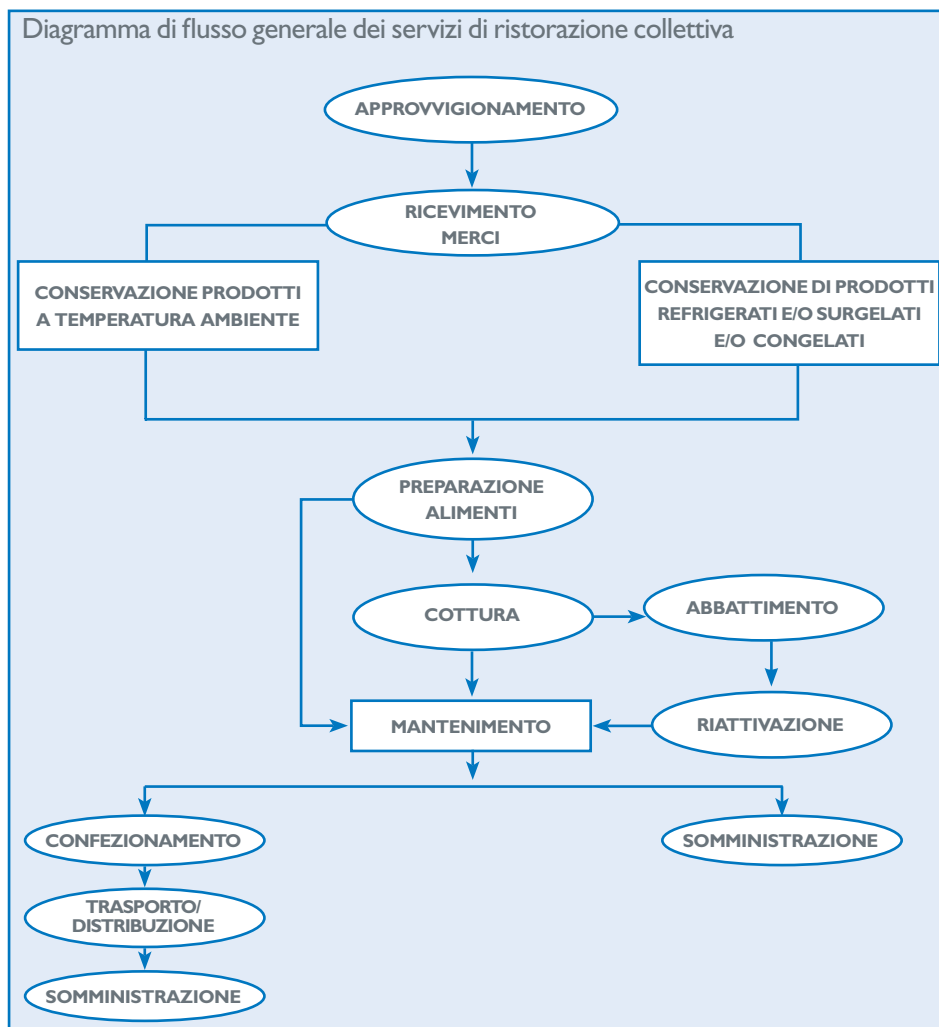 Diagramma di flusso generale dei servizi di ristorazione collettiva
APPROVVIGIONAMENTO
RICEVIMENTO
MERCI
CONSERVAZIONE PRODOTTI
A TEMPERATURA AMBIENTE
CONSERVAZIONE DI PRODOTTI
REFRIGERATI E/O SURGELATI
E/O CONGELATI
PREPARAZIONE
ALIMENTI
COTTURA
ABBATTIMENTO
MANTENIMENTO
RIATTIVAZIONE
CONFEZIONAMENTO
SOMMINISTRAZIONE
TRASPORTO/
DISTRIBUZIONE
SOMMINISTRAZIONE